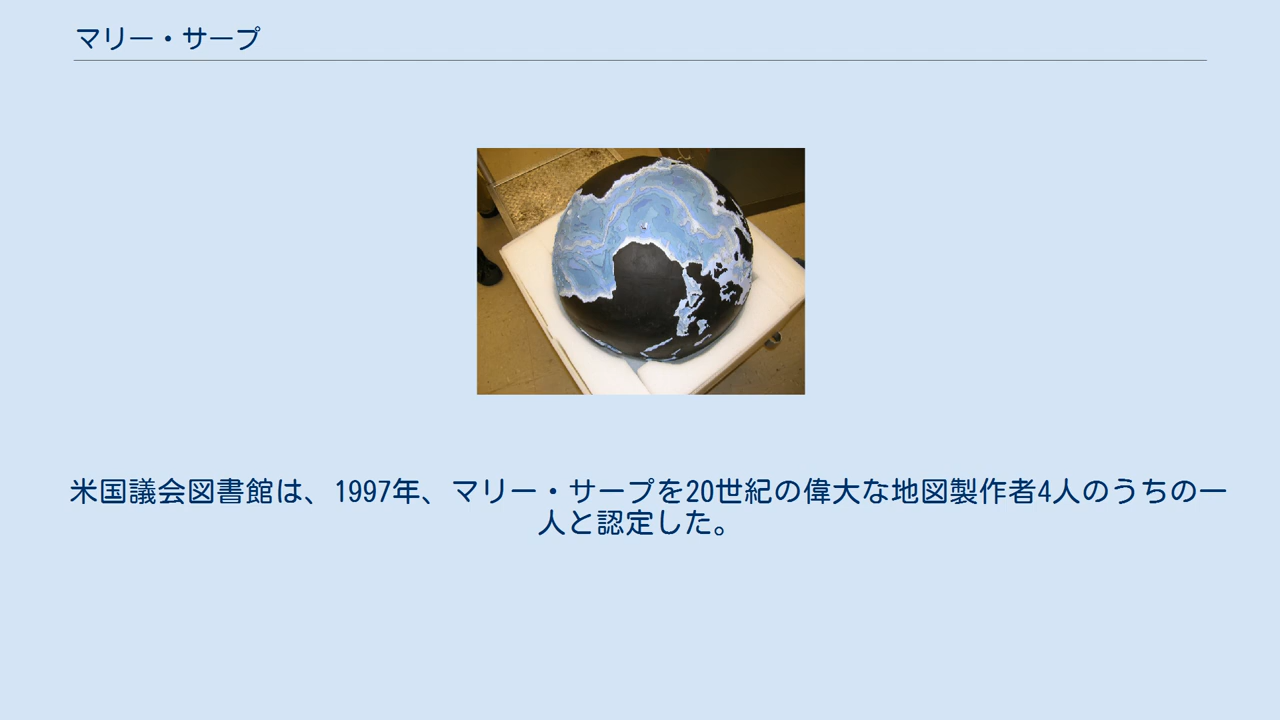 マリー・サープ
米国議会図書館は、1997年、マリー・サープを20世紀の偉大な地図製作者4人のうちの一
人と認定した。